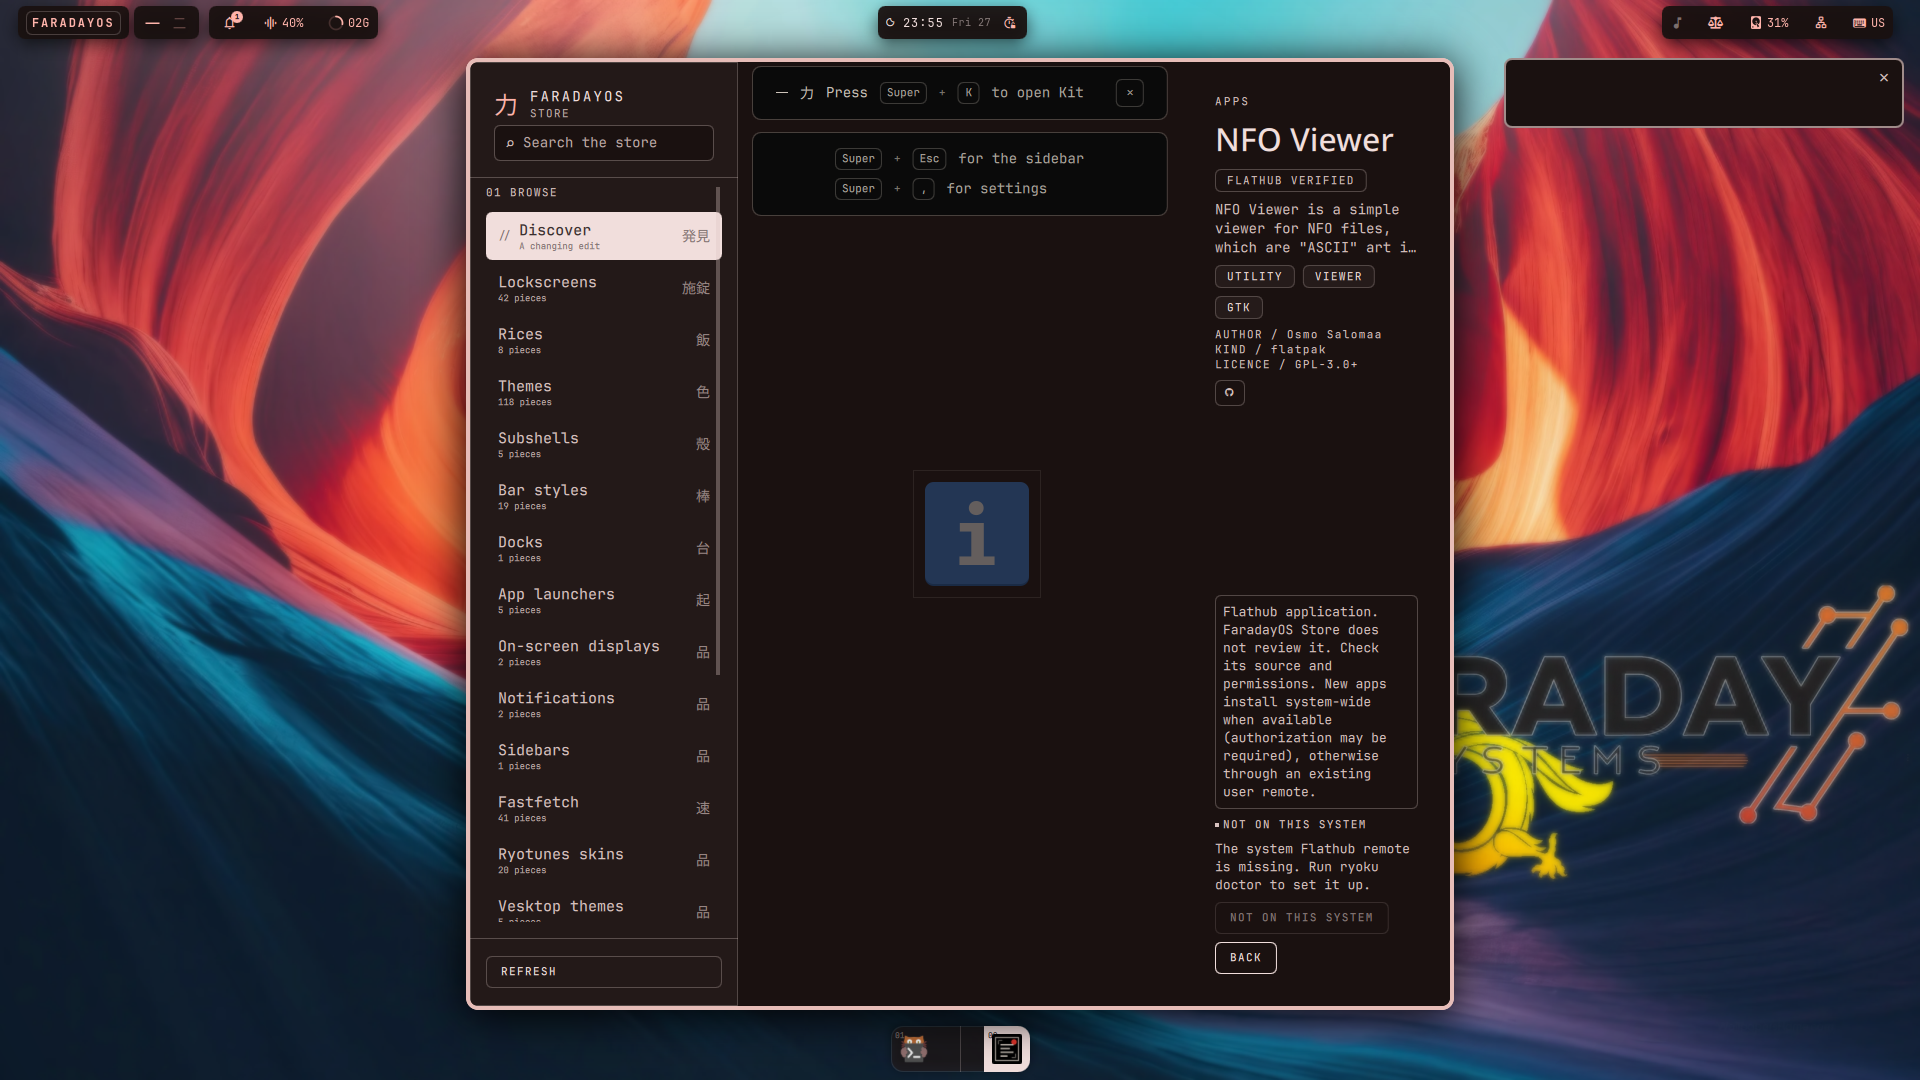 FARADAYOS
1
40%
02G
23:55 Fri 27
31%
US
力 FARADAYOS
STORE
Search the store
01 BROWSE
// Discover 発見
A changing edit
Lockscreens 施錠
42 pieces
Rices 飯
8 pieces
Themes 色
118 pieces
Subshells 殻
5 pieces
Bar styles 棒
19 pieces
Docks 台
1 pieces
App launchers 起
5 pieces
On-screen displays 品
2 pieces
Notifications 品
2 pieces
Sidebars 品
1 pieces
Fastfetch 速
41 pieces
Ryotunes skins 品
20 pieces
Vesktop themes 品
5 pieces
REFRESH
— 力 Press Super + K to open Kit ×
Super + Esc for the sidebar
Super + , for settings
i
APPS
NFO Viewer
FLATHUB VERIFIED
NFO Viewer is a simple
viewer for NFO files,
which are "ASCII" art i…
UTILITY VIEWER
GTK
AUTHOR / Osmo Salomaa
KIND / flatpak
LICENCE / GPL-3.0+
Flathub application.
FaradayOS Store does
not review it. Check
its source and
permissions. New apps
install system-wide
when available
(authorization may be
required), otherwise
through an existing
user remote.
NOT ON THIS SYSTEM
The system Flathub remote
is missing. Run ryoku
doctor to set it up.
NOT ON THIS SYSTEM
BACK
×
RADAY
YSTEMS
01